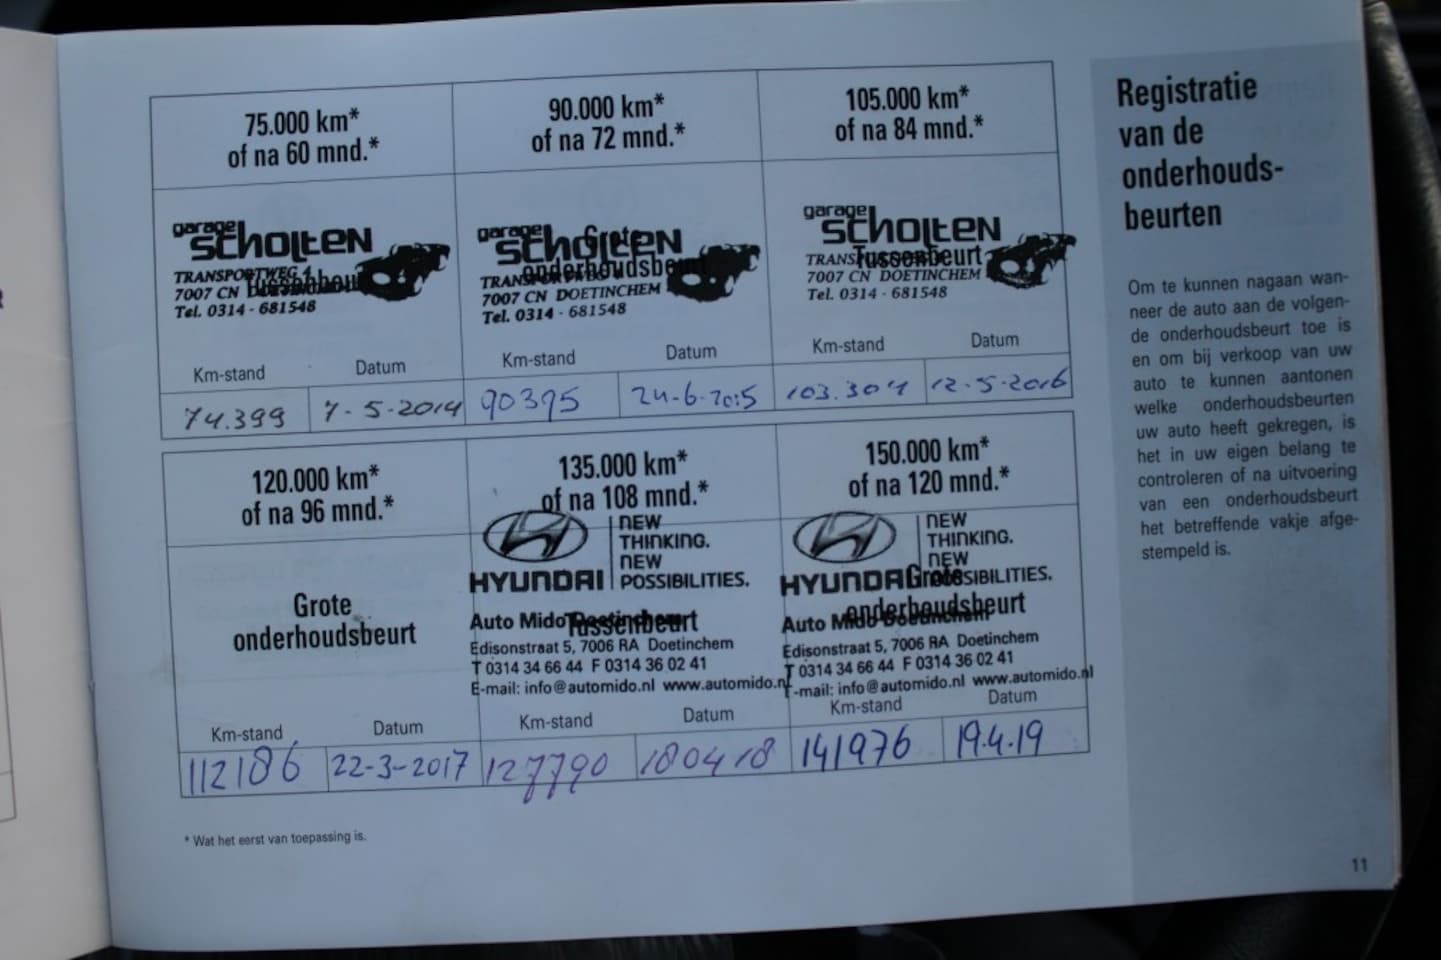 75.000 km*
of na 60 mnd.*
90.000 km*
of na 72 mnd.*
105.000 km*
of na 84 mnd.*
garage
SCHOLTEN
TRANSPORTWEG 4
7007 CN DOETINCHEM
Tussenbeurt
Tel. 0314 - 681548
garage
SCHOLTEN
Grote
onderhoudsbeurt
7007 CN DOETINCHEM
Tel. 0314 - 681548
garage
SCHOLTEN
Tussenbeurt
7007 CN DOETINCHEM
Tel. 0314 - 681548
Km-stand Datum
74.399 7-5-2014
Km-stand Datum
90395 24-6-2015
Km-stand Datum
103.304 12-5-2016
120.000 km*
of na 96 mnd.*
135.000 km*
of na 108 mnd.*
150.000 km*
of na 120 mnd.*
Grote
onderhoudsbeurt
HYUNDAI
NEW
THINKING.
NEW
POSSIBILITIES.
Auto Mido Doetinchem
Tussenbeurt
Edisonstraat 5, 7006 RA Doetinchem
T 0314 34 66 44 F 0314 36 02 41
E-mail: info@automido.nl www.automido.nl
HYUNDAI
NEW
THINKING.
NEW
POSSIBILITIES.
Grote
onderhoudsbeurt
Auto Mido Doetinchem
Edisonstraat 5, 7006 RA Doetinchem
T 0314 34 66 44 F 0314 36 02 41
E-mail: info@automido.nl www.automido.nl
Km-stand Datum
112186 22-3-2017
Km-stand Datum
127790 180418
Km-stand Datum
141976 19.4.19
* Wat het eerst van toepassing is.
Registratie
van de
onderhouds-
beurten
Om te kunnen nagaan wan-
neer de auto aan de volgen-
de onderhoudsbeurt toe is
en om bij verkoop van uw
auto te kunnen aantonen
welke onderhoudsbeurten
uw auto heeft gekregen, is
het in uw eigen belang te
controleren of na uitvoering
van een onderhoudsbeurt
het betreffende vakje afge-
stempeld is.
11